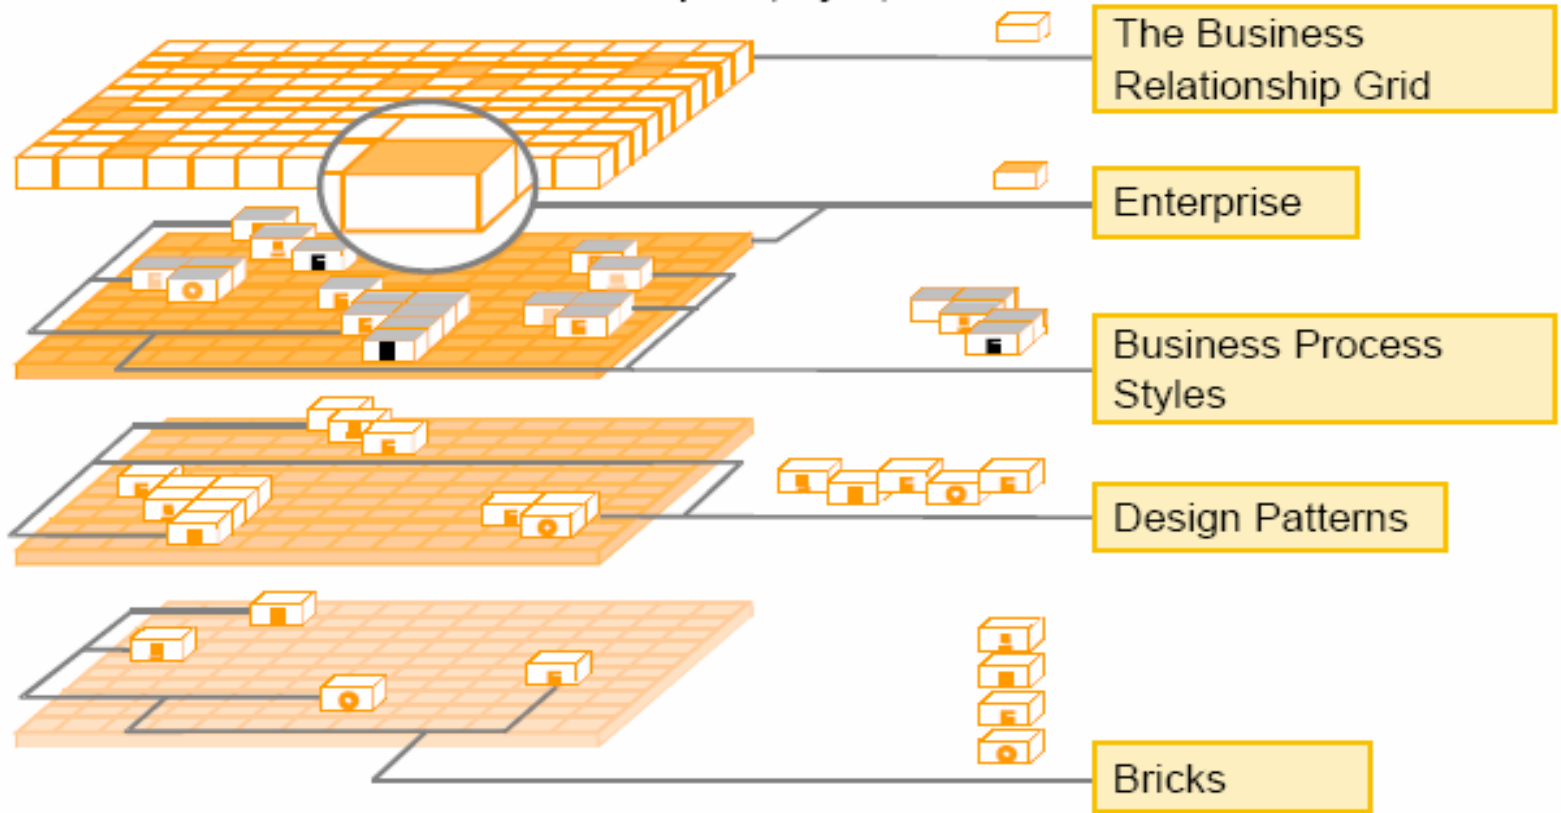 The Business
Relationship Grid
Enterprise
Business Process
Styles
Design Patterns
Bricks